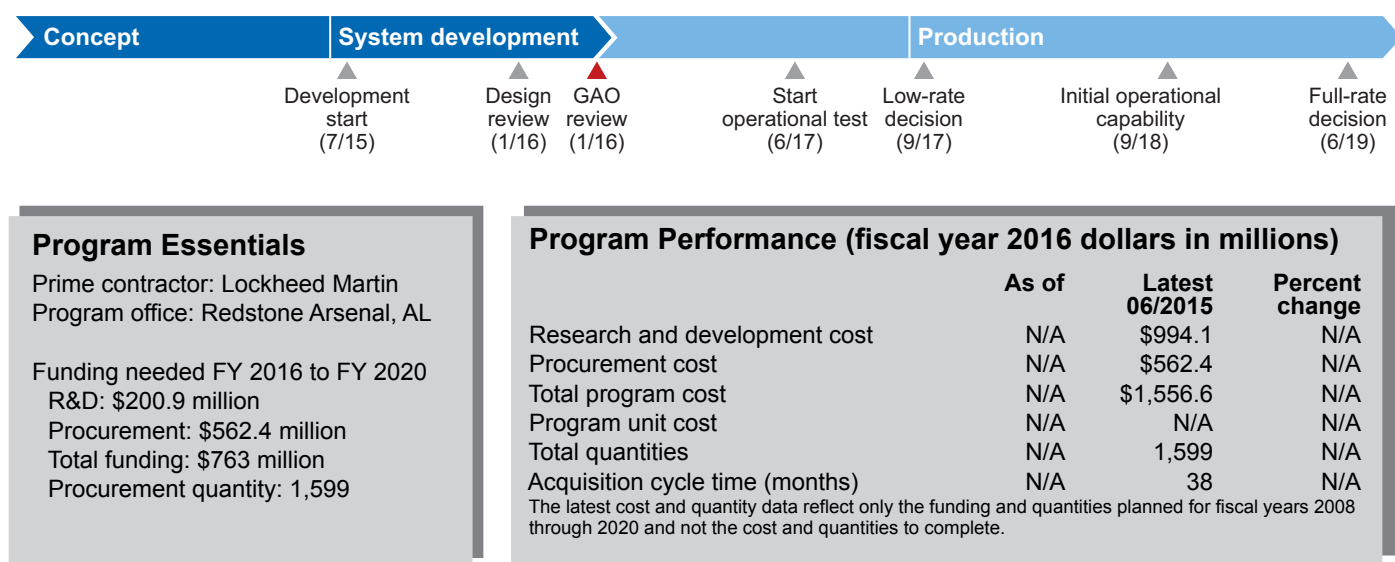 Concept
System development
Production
Development start (7/15)
Design review (1/16)
GAO review (1/16)
Start operational test (6/17)
Low-rate decision (9/17)
Initial operational capability (9/18)
Full-rate decision (6/19)
Program Essentials
Prime contractor: Lockheed Martin
Program office: Redstone Arsenal, AL
Funding needed FY 2016 to FY 2020
R&D: $200.9 million
Procurement: $562.4 million
Total funding: $763 million
Procurement quantity: 1,599
Program Performance (fiscal year 2016 dollars in millions)
As of Latest Percent
06/2015 change
Research and development cost N/A $994.1 N/A
Procurement cost N/A $562.4 N/A
Total program cost N/A $1,556.6 N/A
Program unit cost N/A N/A N/A
Total quantities N/A 1,599 N/A
Acquisition cycle time (months) N/A 38 N/A
The latest cost and quantity data reflect only the funding and quantities planned for fiscal years 2008
through 2020 and not the cost and quantities to complete.